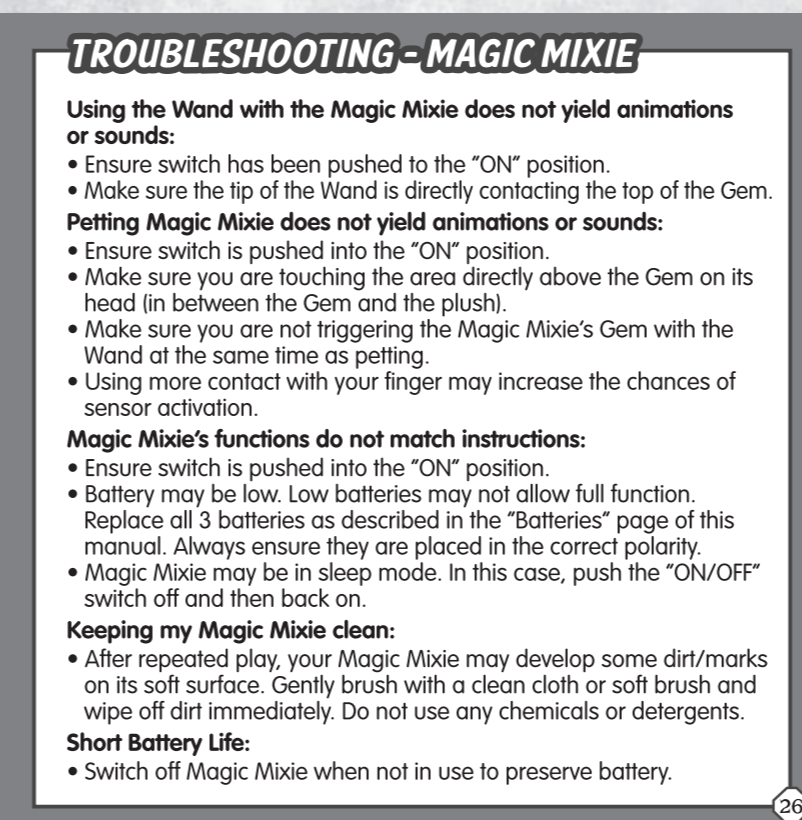 TROUBLESHOOTING - MAGIC MIXIE
Using the Wand with the Magic Mixie does not yield animations
or sounds:
• Ensure switch has been pushed to the "ON" position.
• Make sure the tip of the Wand is directly contacting the top of the Gem.
Petting Magic Mixie does not yield animations or sounds:
• Ensure switch is pushed into the "ON" position.
• Make sure you are touching the area directly above the Gem on its
head (in between the Gem and the plush).
• Make sure you are not triggering the Magic Mixie's Gem with the
Wand at the same time as petting.
• Using more contact with your finger may increase the chances of
sensor activation.
Magic Mixie's functions do not match instructions:
• Ensure switch is pushed into the "ON" position.
• Battery may be low. Low batteries may not allow full function.
Replace all 3 batteries as described in the "Batteries" page of this
manual. Always ensure they are placed in the correct polarity.
• Magic Mixie may be in sleep mode. In this case, push the "ON/OFF"
switch off and then back on.
Keeping my Magic Mixie clean:
• After repeated play, your Magic Mixie may develop some dirt/marks
on its soft surface. Gently brush with a clean cloth or soft brush and
wipe off dirt immediately. Do not use any chemicals or detergents.
Short Battery Life:
• Switch off Magic Mixie when not in use to preserve battery.
26